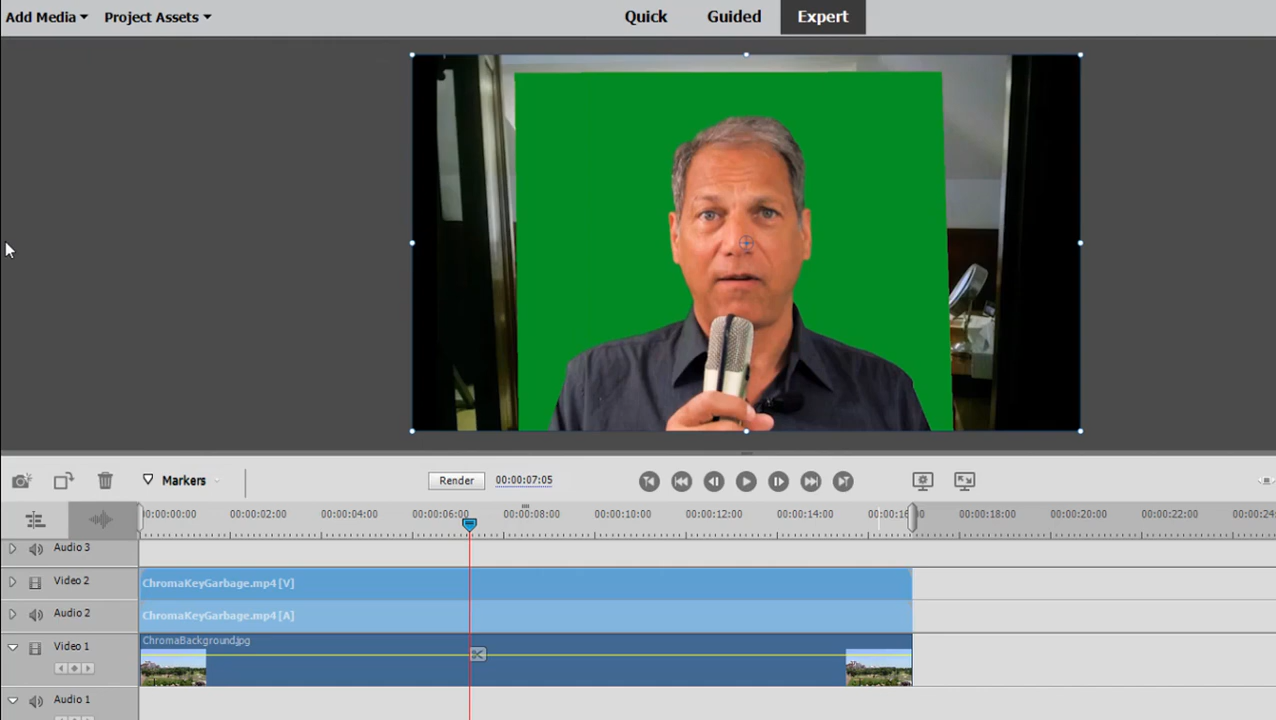 Add Media Project Assets Quick Guided Expert
Markers Render 00:00:07:05
00:00:00 00:00:02:00 00:00:04:00 00:00:06:00 00:00:08:00 00:00:10:00 00:00:12:00 00:00:14:00 00:00:18:00 00:00:20:00 00:00:22:00
Audio 3
Video 2 ChromaKeyGarbage.mp4 [V]
Audio 2 ChromaKeyGarbage.mp4 [A]
ChromaBackground.jpg
Video 1
Audio 1